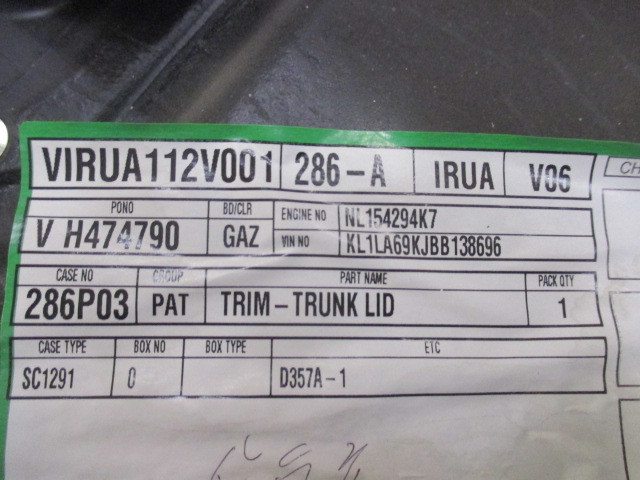 VIRUA112V001 286-A IRUA V06
PONO BD/CLR ENGINE NO NL154294K7
V H474790 GAZ VIN NO KL1LA69KJBB138696
CASE NO GROUP PART NAME PACK QTY
286P03 PAT TRIM-TRUNK LID 1
CASE TYPE BOX NO BOX TYPE ETC
SC1291 0 D357A-1
CH